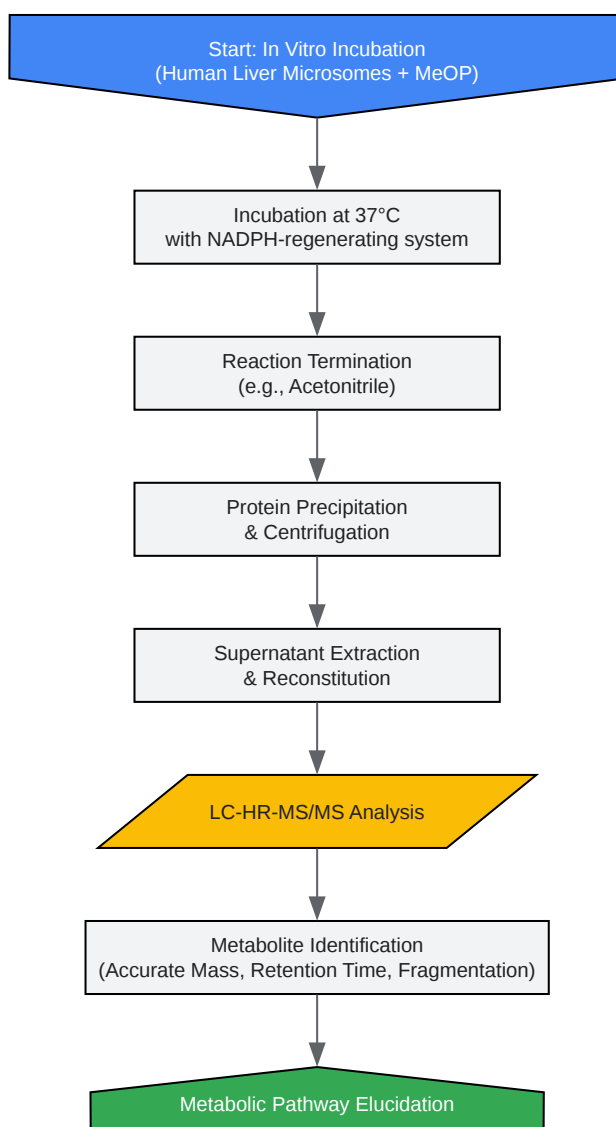 Start: In Vitro Incubation
(Human Liver Microsomes + MeOP)
Incubation at 37°C
with NADPH-regenerating system
Reaction Termination
(e.g., Acetonitrile)
Protein Precipitation
& Centrifugation
Supernatant Extraction
& Reconstitution
LC-HR-MS/MS Analysis
Metabolite Identification
(Accurate Mass, Retention Time, Fragmentation)
Metabolic Pathway Elucidation